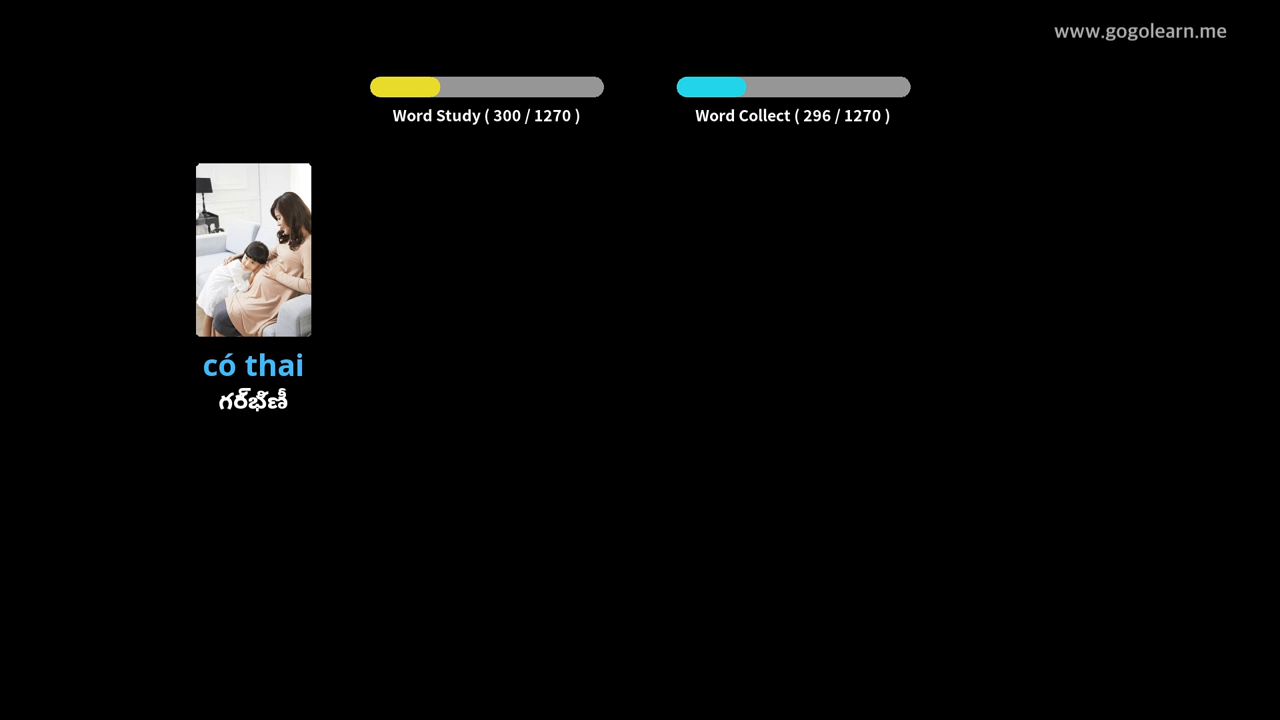 www.gogolearn.me
Word Study ( 300 / 1270 )
Word Collect ( 296 / 1270 )
có thai
గర్భిణీ